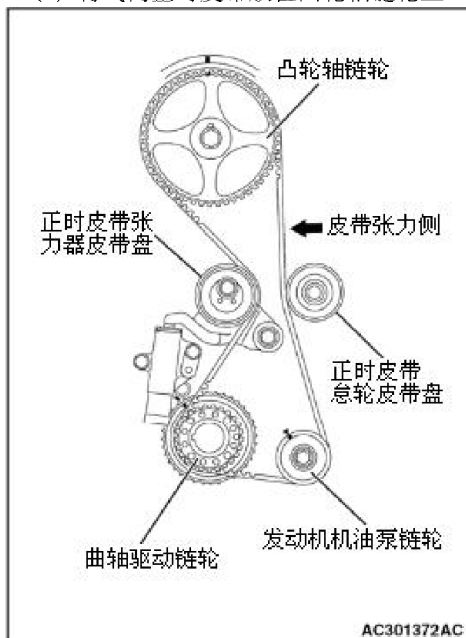 凸轮轴链轮
正时皮带张
力器皮带盘
皮带张力侧
正时皮带
怠轮皮带盘
发动机机油泵链轮
曲轴驱动链轮
AC301372AC